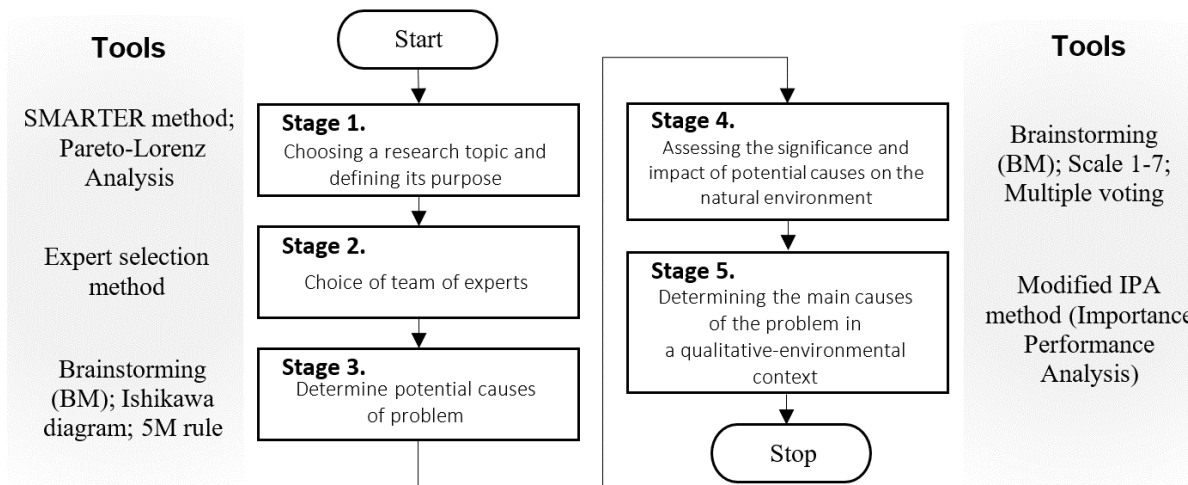 Tools
SMARTER method;
Pareto-Lorenz
Analysis
Expert selection
method
Brainstorming
(BM); Ishikawa
diagram; 5M rule
Start
Stage 1.
Choosing a research topic and
defining its purpose
Stage 2.
Choice of team of experts
Stage 3.
Determine potential causes
of problem
Stage 4.
Assessing the significance and
impact of potential causes on the
natural environment
Stage 5.
Determining the main causes
of the problem in
a qualitative-environmental
context
Stop
Tools
Brainstorming
(BM); Scale 1-7;
Multiple voting
Modified IPA
method (Importance
Performance
Analysis)